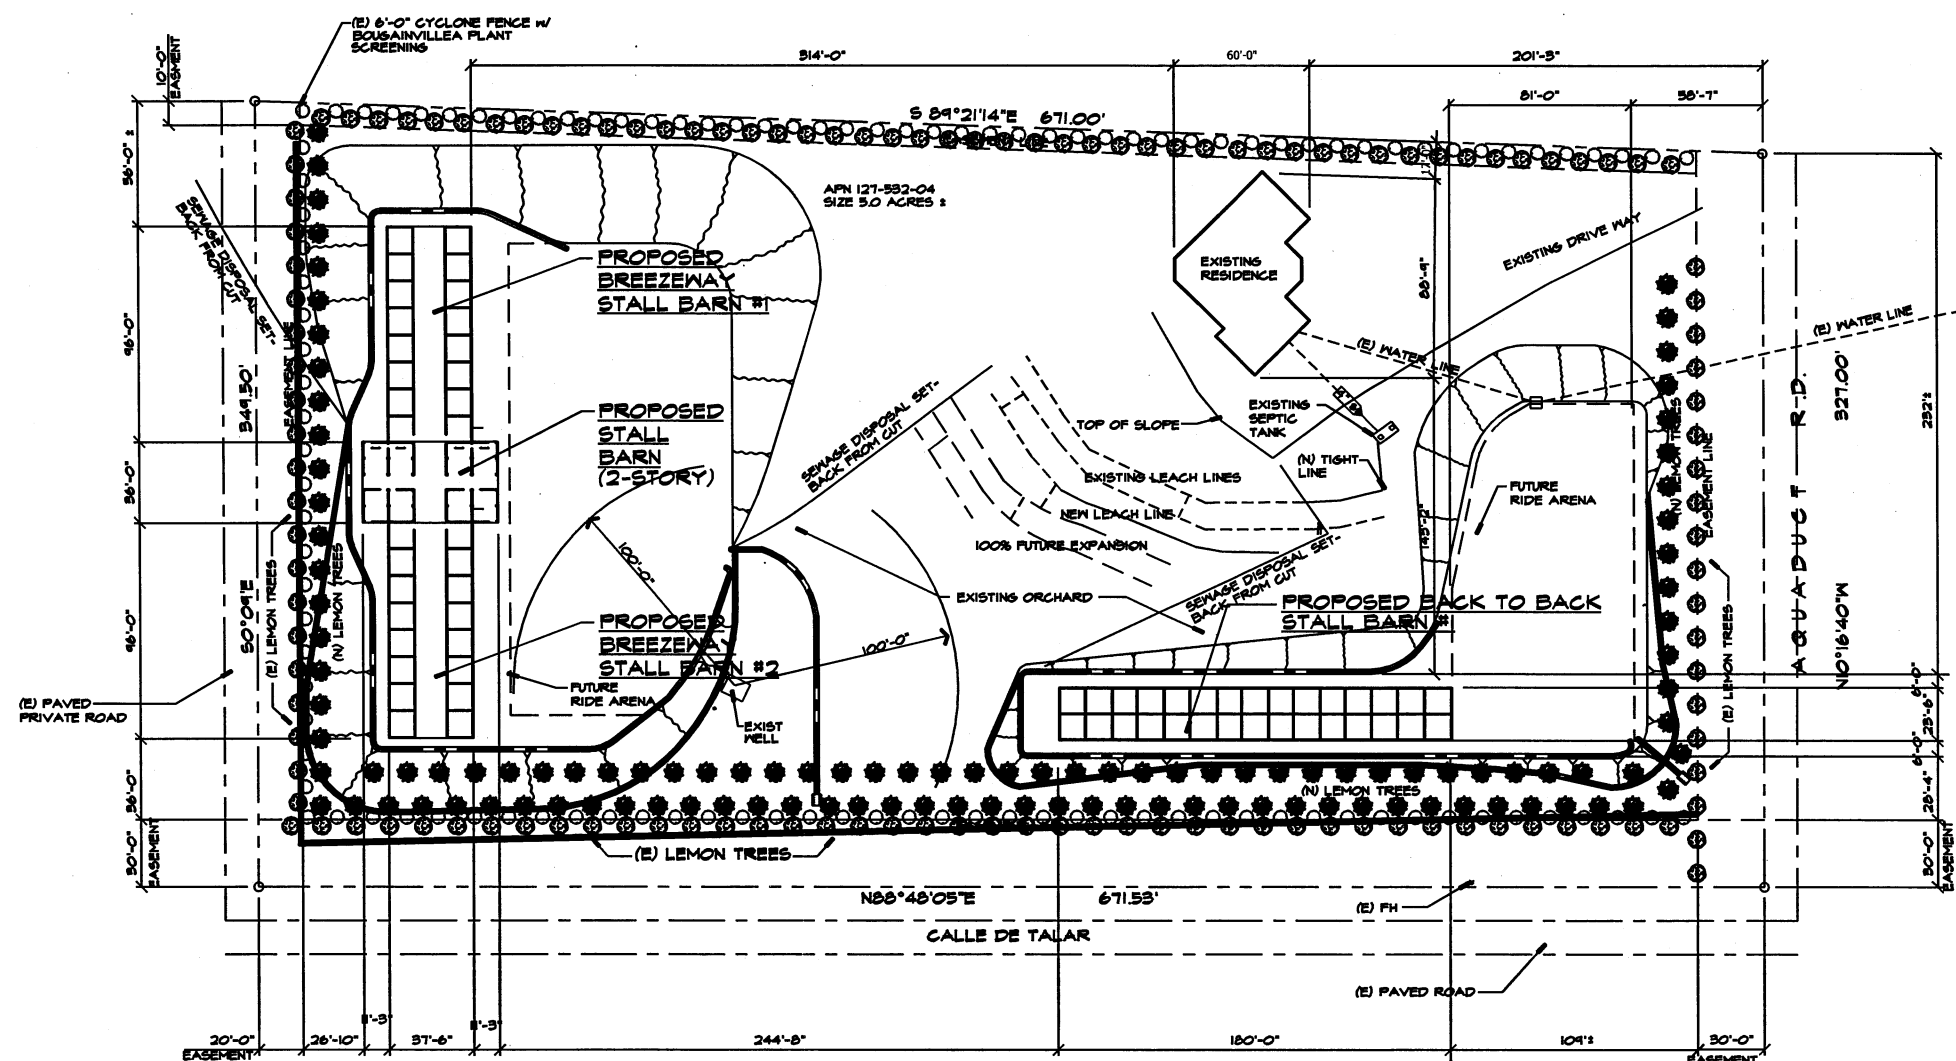 (E) 6'-0" CYCLONE FENCE W/
BOUGAINVILLEA PLANT
SCREENING
10'-0"
EASMENT
314'-0"
60'-0"
201'-3"
81'-0"
58'-7"
S 89°21'14"E 671.00'
APN 127-532-04
SIZE 5.0 ACRES ±
36'-0" ±
SEWAGE DISPOSAL SET-
BACK FROM CUT
PROPOSED
BREEZEWAY
STALL BARN #1
EXISTING
RESIDENCE
EXISTING DRIVE WAY
88'-9"
(E) WATER LINE
(E) WATER LINE
96'-0"
349.50'
EASEMENT LINE
PROPOSED
STALL
BARN
(2-STORY)
SEWAGE DISPOSAL SET-
BACK FROM CUT
TOP OF SLOPE
EXISTING
SEPTIC
TANK
(N) TIGHT-
LINE
EXISTING LEACH LINES
NEW LEACH LINE
100% FUTURE EXPANSION
FUTURE
RIDE ARENA
(N) LEMON TREES
EASEMENT LINE
AQUADUCT R-D.
327.00'
N10°16'40"W
232'±
36'-0"
100'-0"
145'-2"
SEWAGE DISPOSAL SET-
BACK FROM CUT
EXISTING ORCHARD
PROPOSED BACK TO BACK
STALL BARN #1
S0°09'E
(E) LEMON TREES
(N) LEMON TREES
96'-0"
PROPOSED
BREEZEWAY
STALL BARN #2
100'-0"
FUTURE
RIDE ARENA
EXIST
WELL
(E) PAVED
PRIVATE ROAD
(E) LEMON TREES
6'-0"
23'-6"
6'-0"
28'-4"
36'-0"
30'-0"
EASEMENT
(N) LEMON TREES
(E) LEMON TREES
30'-0"
EASEMENT
N88°48'05"E 671.53'
(E) FH
CALLE DE TALAR
(E) PAVED ROAD
20'-0"
EASEMENT
26'-10"
11'-3"
37'-6"
11'-3"
244'-8"
180'-0"
109'±
30'-0"
EASEMENT